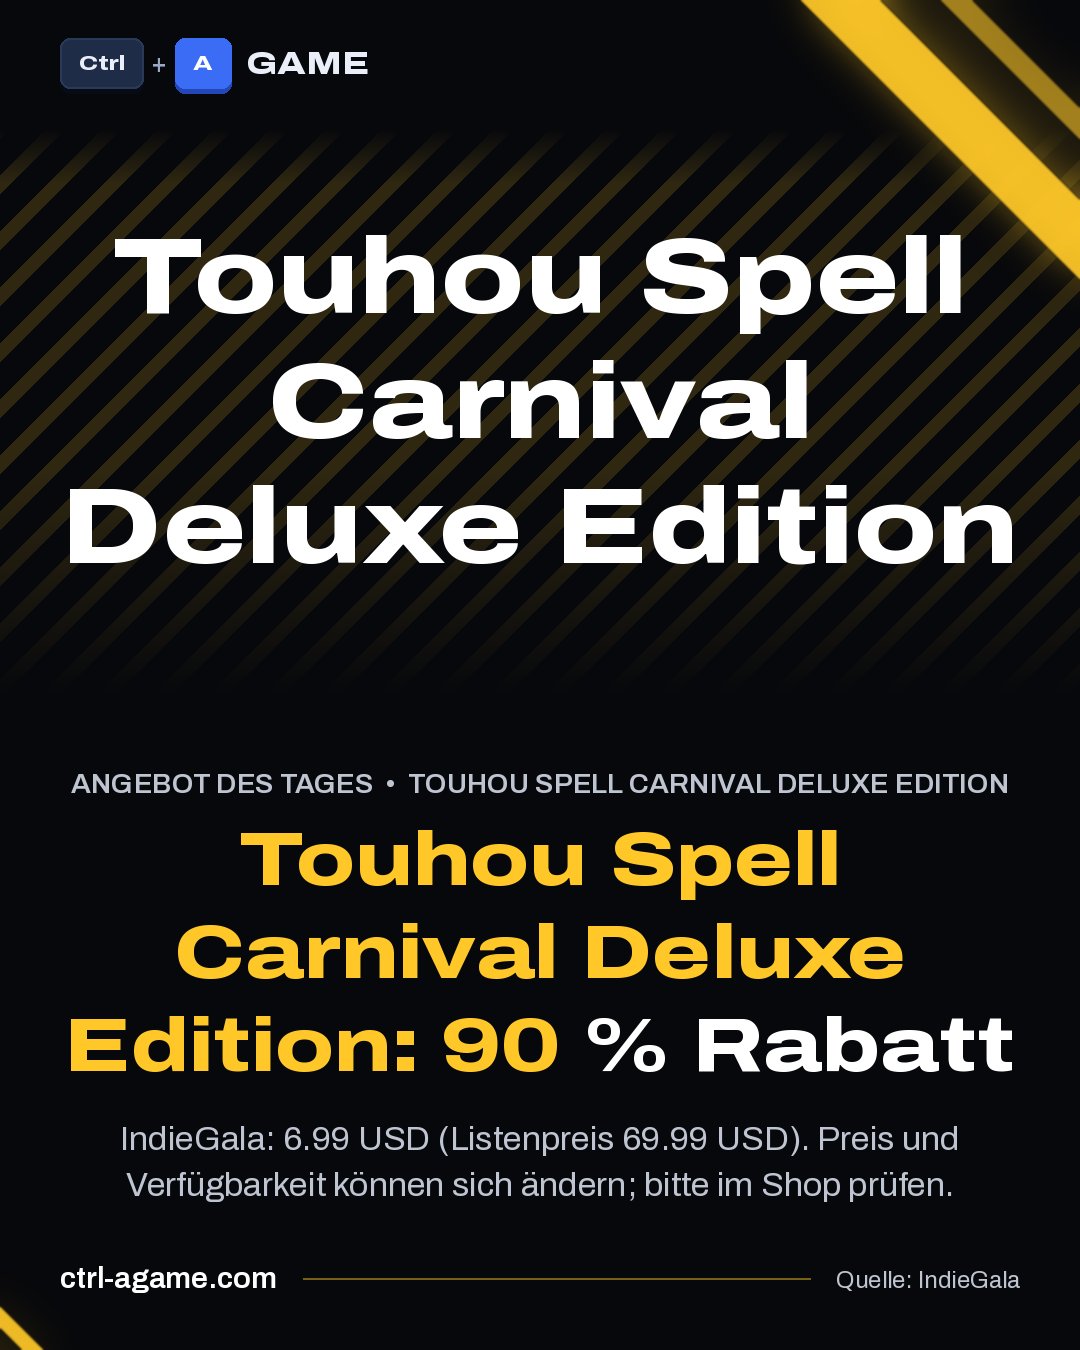 Ctrl + A GAME
Touhou Spell
Carnival
Deluxe Edition
ANGEBOT DES TAGES • TOUHOU SPELL CARNIVAL DELUXE EDITION
Touhou Spell
Carnival Deluxe
Edition: 90 % Rabatt
IndieGala: 6.99 USD (Listenpreis 69.99 USD). Preis und
Verfügbarkeit können sich ändern; bitte im Shop prüfen.
ctrl-agame.com
Quelle: IndieGala